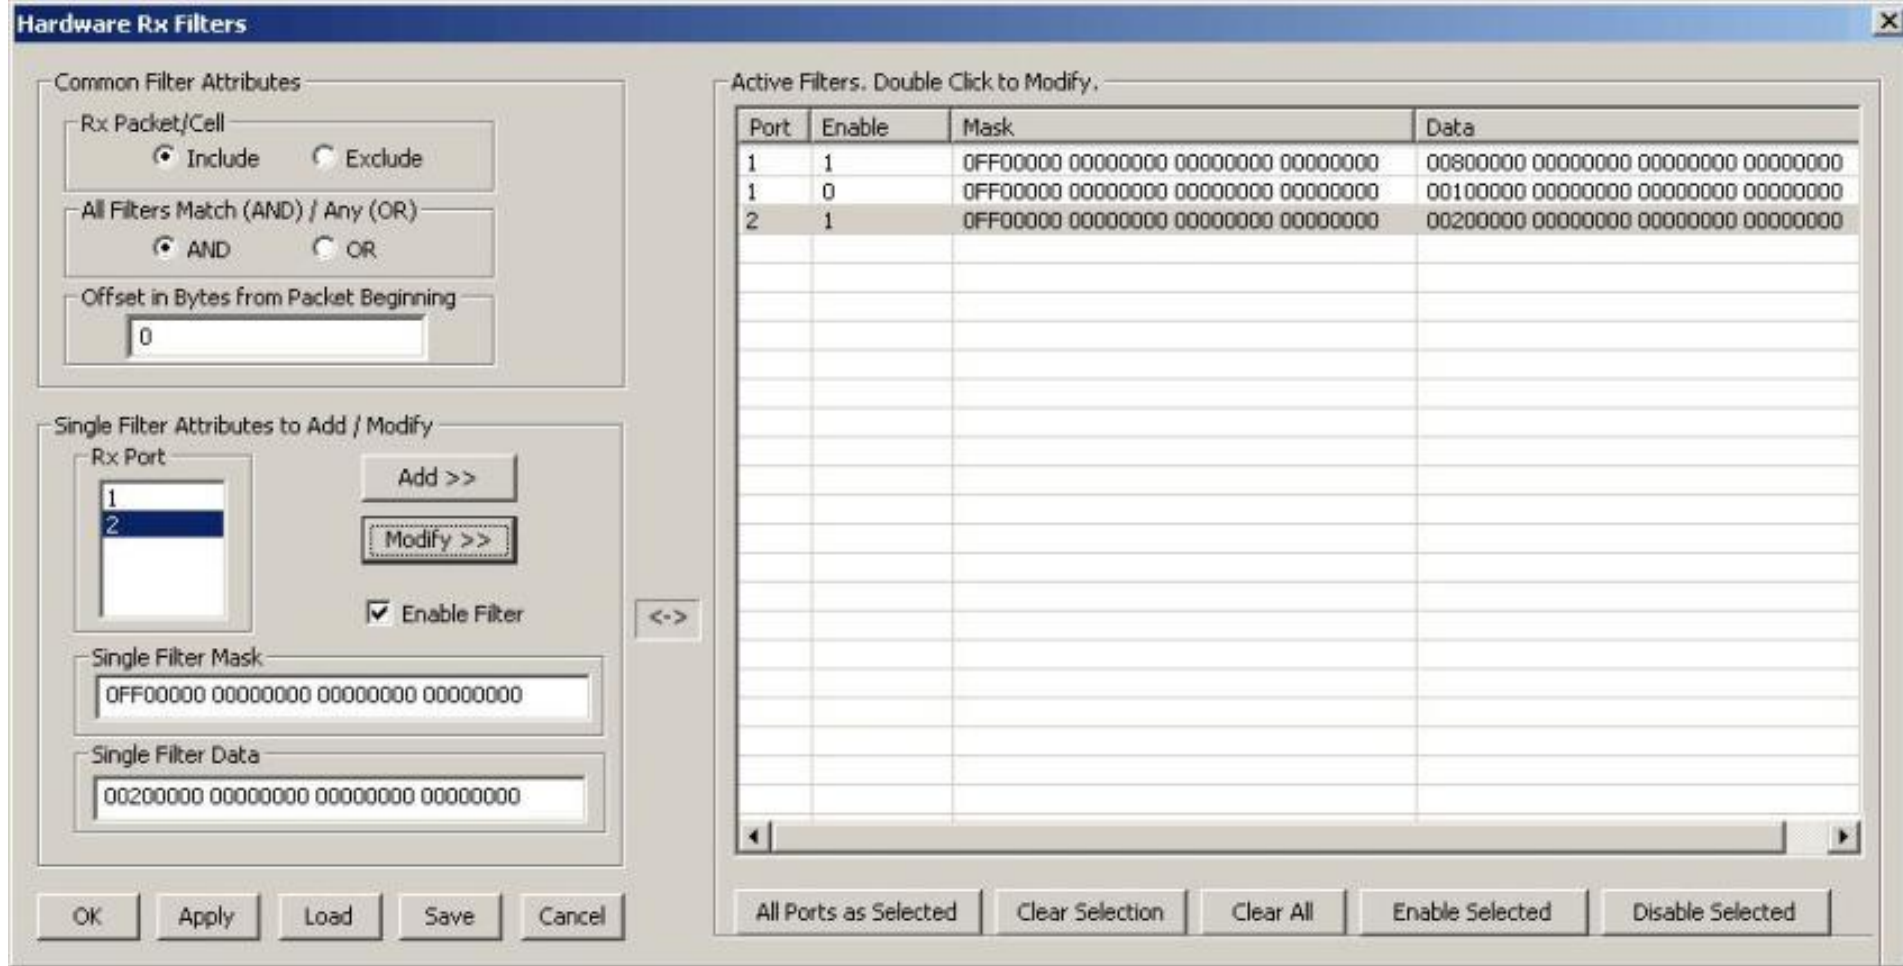 Hardware Rx Filters
Common Filter Attributes
Rx Packet/Cell
Include Exclude
All Filters Match (AND) / Any (OR)
AND OR
Offset in Bytes from Packet Beginning
0
Single Filter Attributes to Add / Modify
Rx Port
1
2
Add >>
Modify >>
Enable Filter
Single Filter Mask
0FF00000 00000000 00000000 00000000
Single Filter Data
00200000 00000000 00000000 00000000
OK Apply Load Save Cancel
<->
Active Filters. Double Click to Modify.
Port Enable Mask Data
1 1 0FF00000 00000000 00000000 00000000 00800000 00000000 00000000 00000000
1 0 0FF00000 00000000 00000000 00000000 00100000 00000000 00000000 00000000
2 1 0FF00000 00000000 00000000 00000000 00200000 00000000 00000000 00000000
All Ports as Selected Clear Selection Clear All Enable Selected Disable Selected